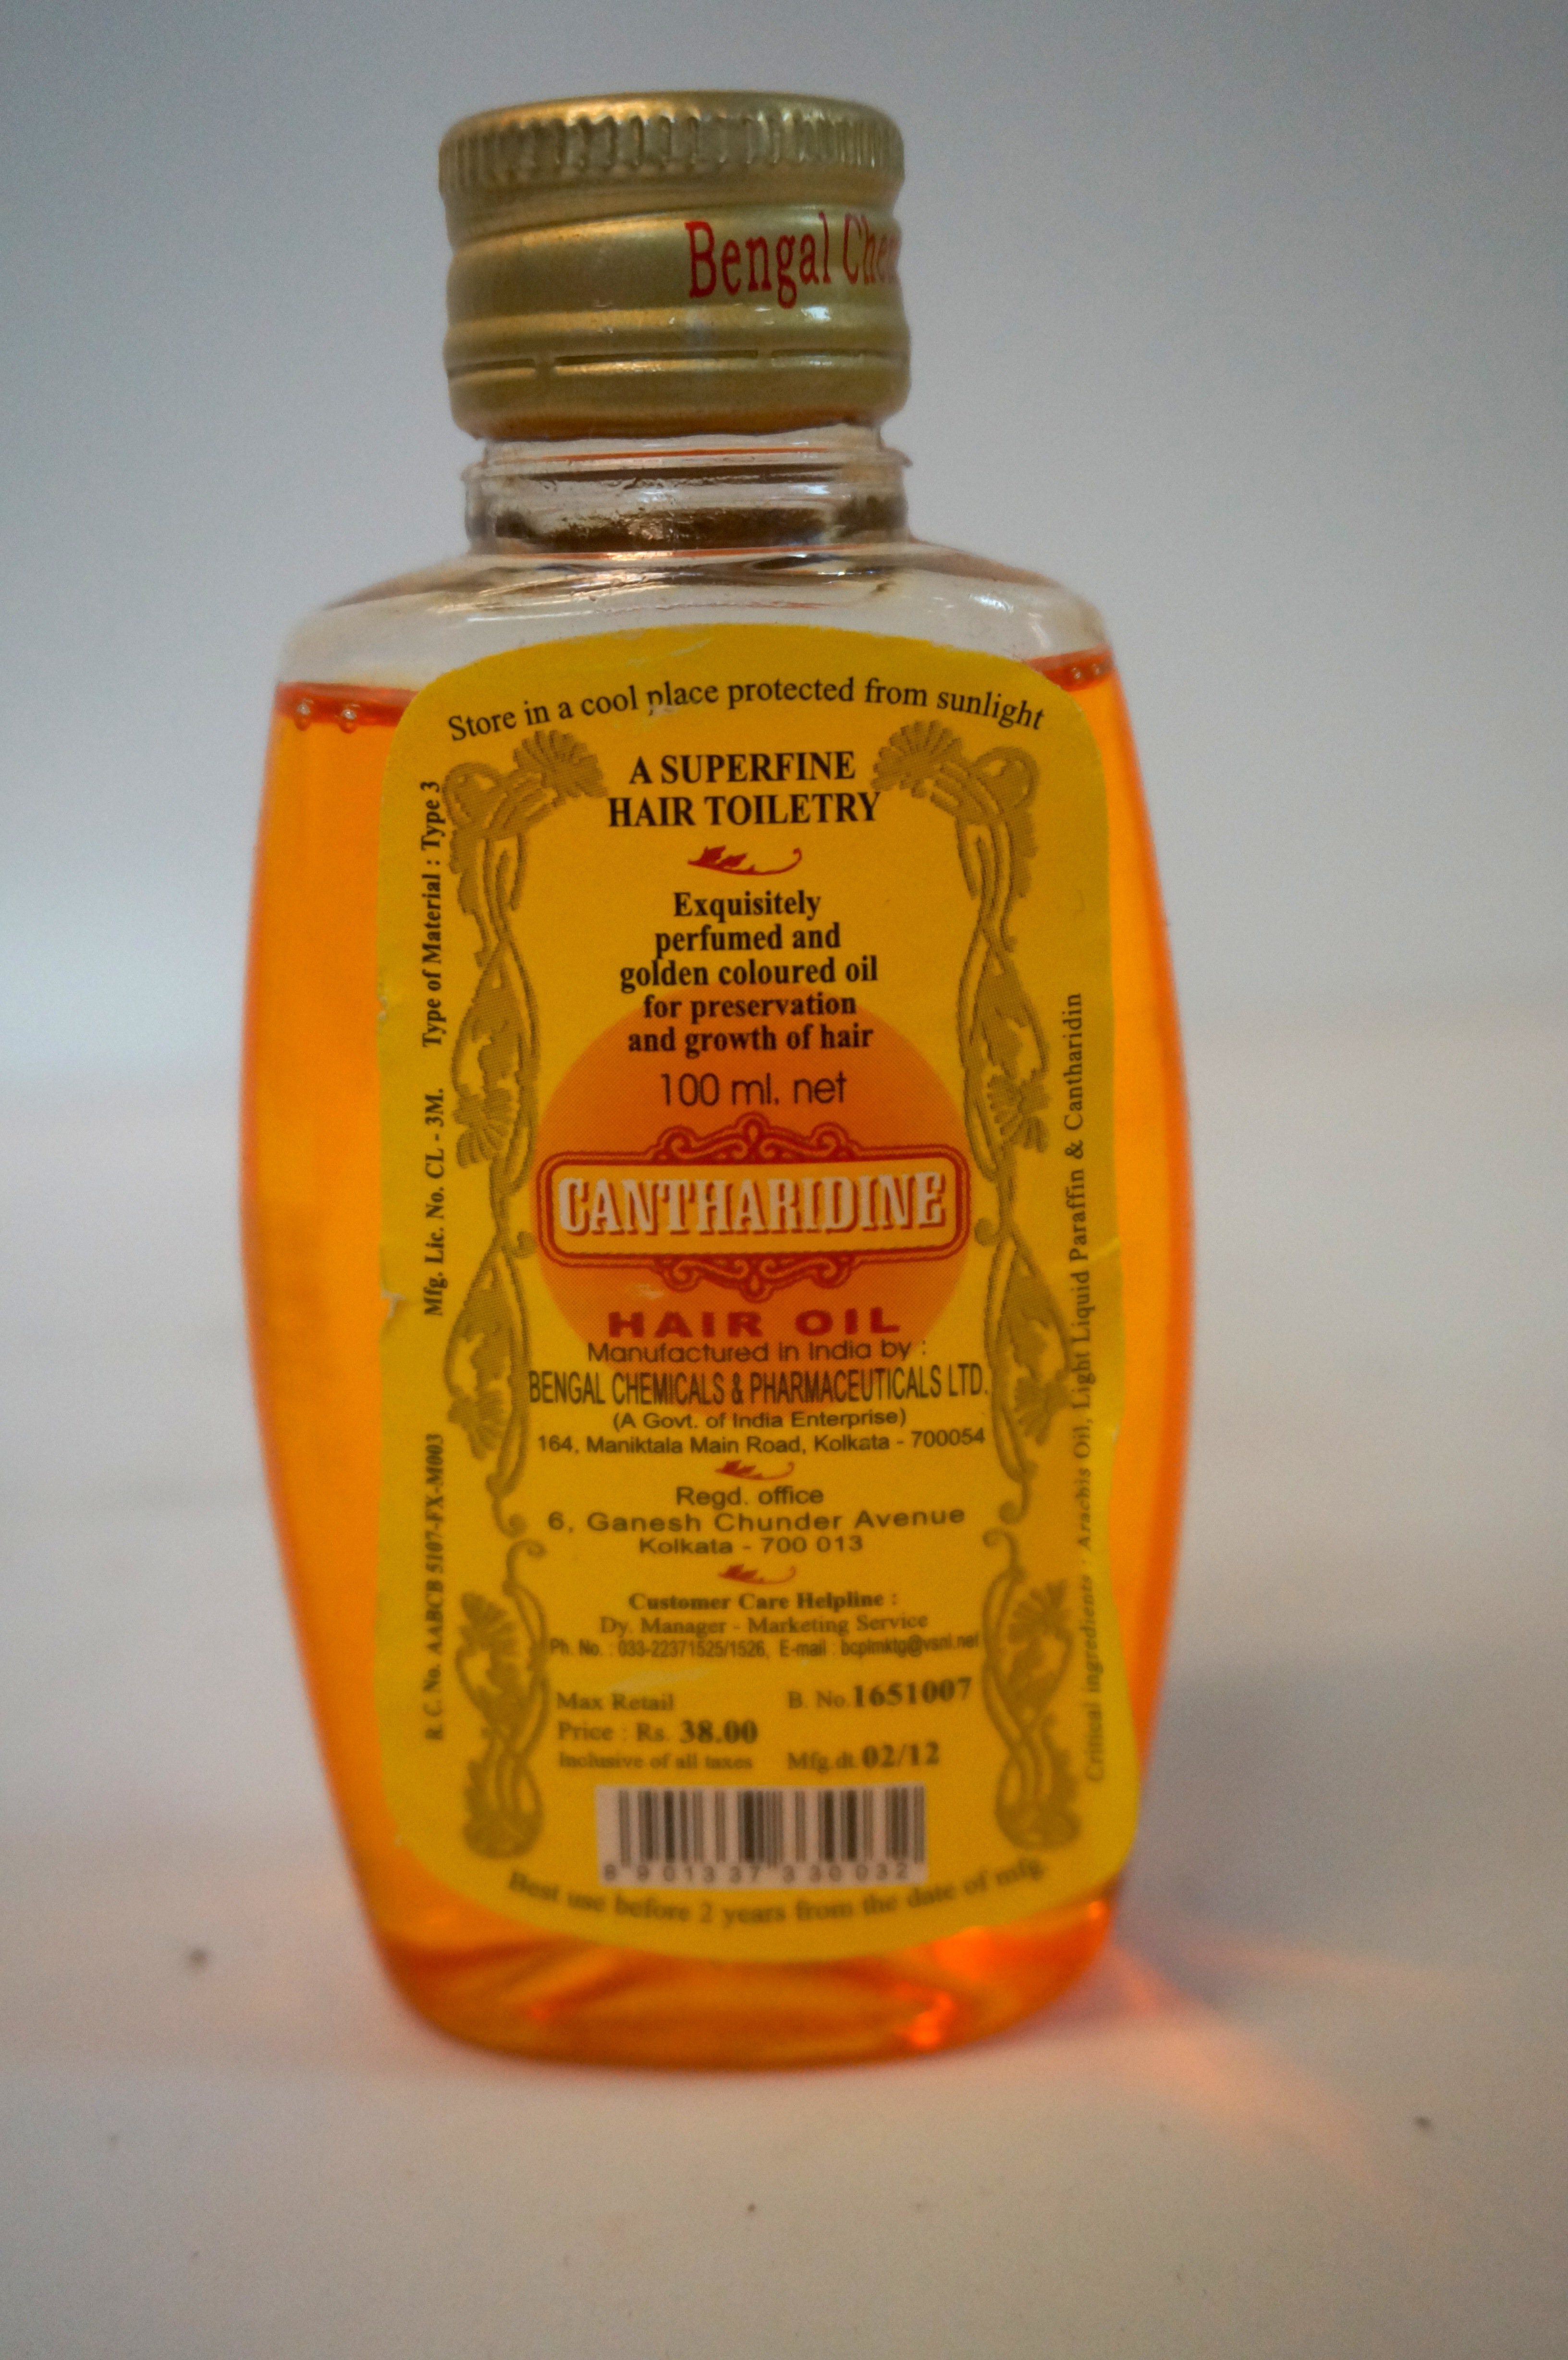 Bengal Che
Store in a cool place protected from sunlight
A SUPERFINE
HAIR TOILETRY
Exquisitely
perfumed and
golden coloured oil
for preservation
and growth of hair
100 ml. net
CANTHARIDINE
HAIR OIL
Manufactured in India by :
BENGAL CHEMICALS & PHARMACEUTICALS LTD.
(A Govt. of India Enterprise)
164, Maniktala Main Road, Kolkata - 700054
Regd. office
6, Ganesh Chunder Avenue
Kolkata - 700 013
Customer Care Helpline :
Dy. Manager - Marketing Service
Ph. No. : 033-22371525/1526, E-mail : bcplmktg@vsnl.net
Max Retail
Price : Rs. 38.00
Inclusive of all taxes
B. No. 1651007
Mfg.dt. 02/12
8 901337 330032
Best use before 2 years from the date of mfg.
R. C. No. AABCB 5107-FX-M003 Mfg. Lic. No. CL - 3M. Type of Material : Type 3
Critical ingredients : Arachis Oil, Light Liquid Paraffin & Cantharidin